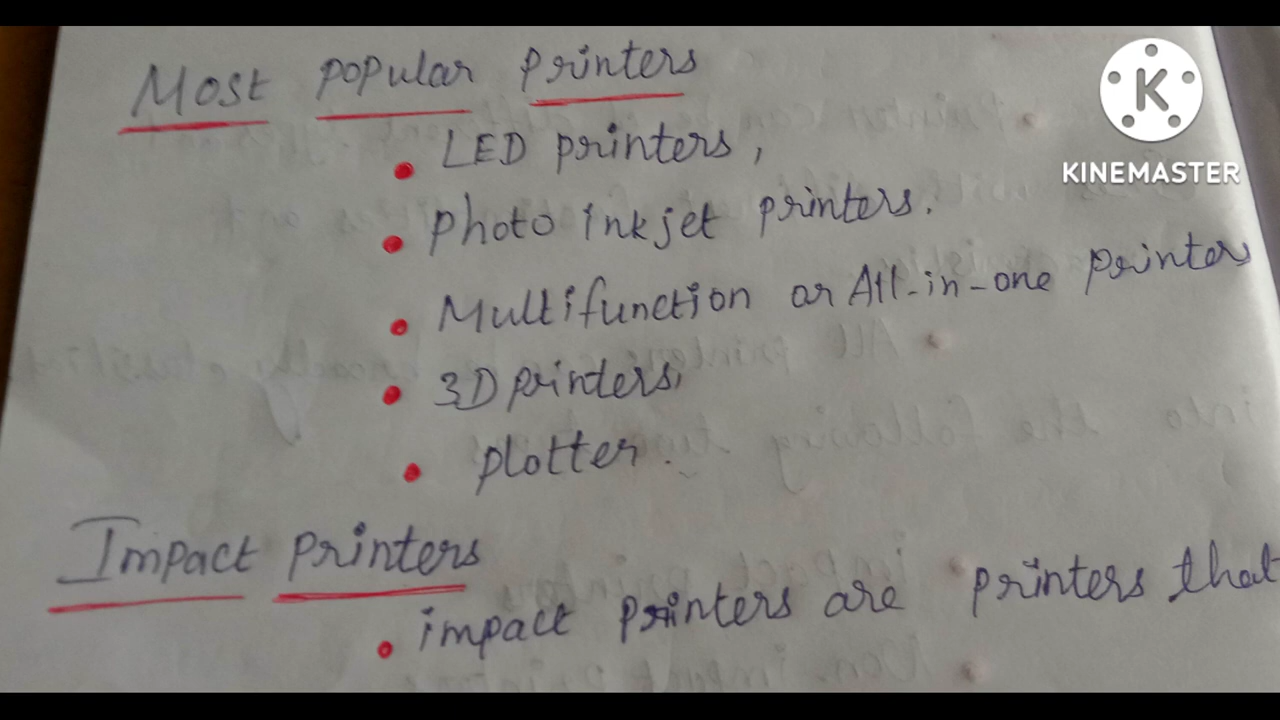 Most popular printers
• LED printers,
• photo inkjet printers.
• Multifunction or All-in-one printers
• 3D printers,
• plotter.
Impact printers
• impact printers are printers that
K
KINEMASTER